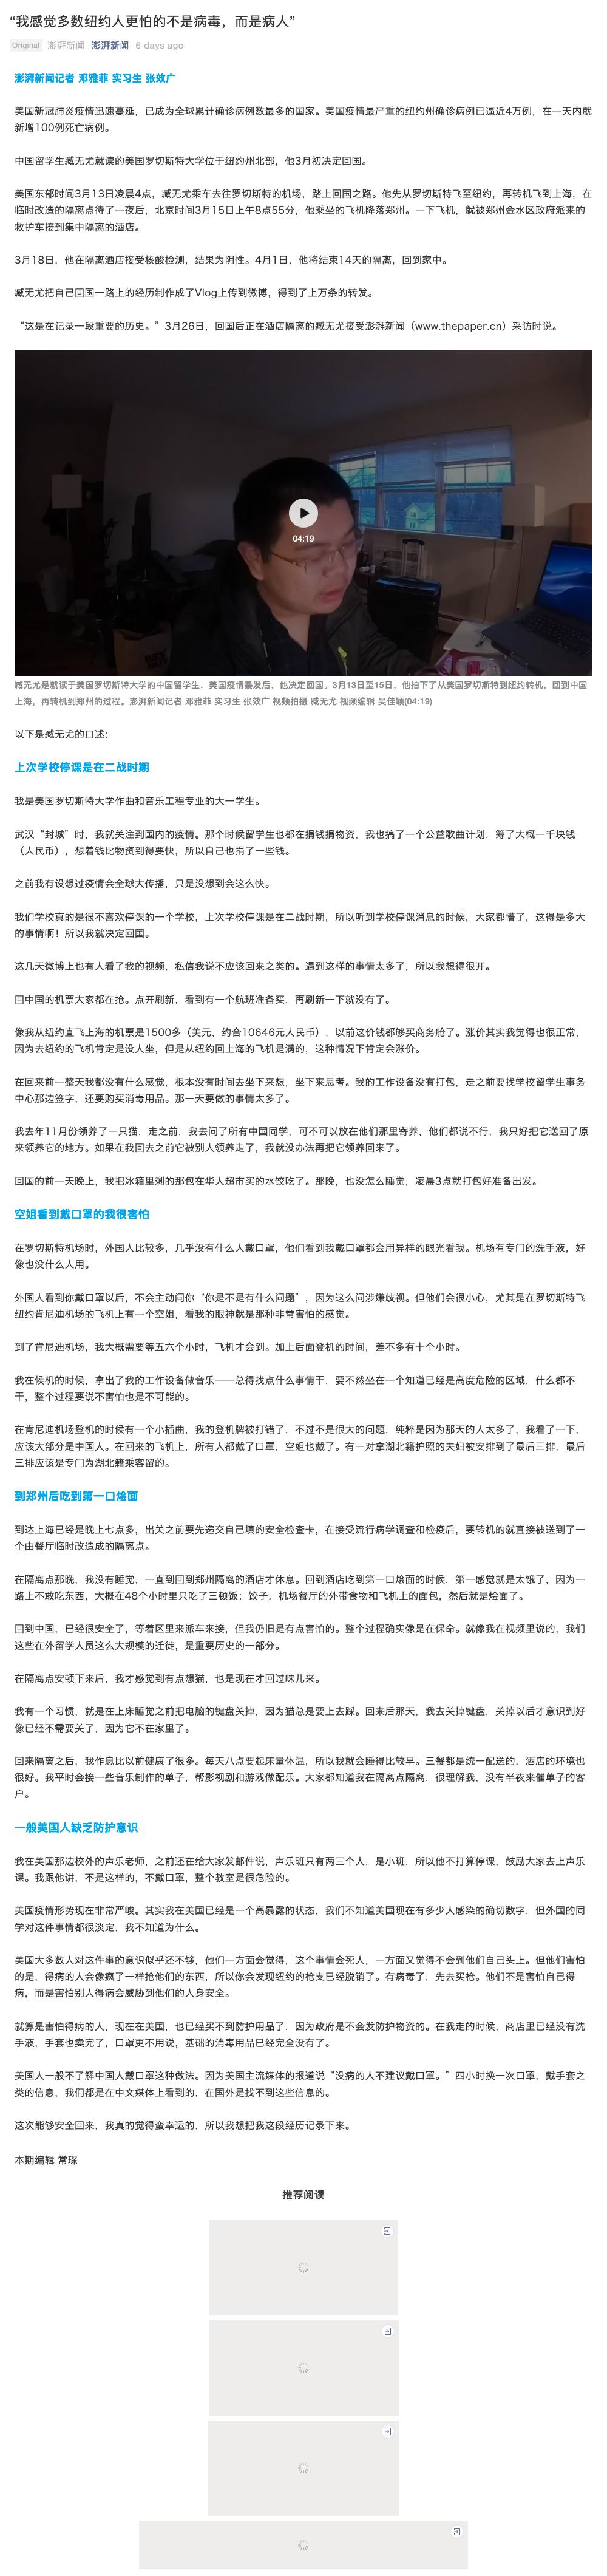 “我感觉多数纽约人更怕的不是病毒，而是病人”
Original 澎湃新闻 澎湃新闻 6 days ago
澎湃新闻记者 邓雅菲 实习生 张效广
美国新冠肺炎疫情迅速蔓延，已成为全球累计确诊病例数最多的国家。美国疫情最严重的纽约州确诊病例已逼近4万例，在一天内就
新增100例死亡病例。
中国留学生臧无尤就读的美国罗切斯特大学位于纽约州北部，他3月初决定回国。
美国东部时间3月13日凌晨4点，臧无尤乘车去往罗切斯特的机场，踏上回国之路。他先从罗切斯特飞至纽约，再转机飞到上海，在
临时改造的隔离点待了一夜后，北京时间3月15日上午8点55分，他乘坐的飞机降落郑州。一下飞机，就被郑州金水区政府派来的
救护车接到集中隔离的酒店。
3月18日，他在隔离酒店接受核酸检测，结果为阴性。4月1日，他将结束14天的隔离，回到家中。
臧无尤把自己回国一路上的经历制作成了Vlog上传到微博，得到了上万条的转发。
“这是在记录一段重要的历史。”3月26日，回国后正在酒店隔离的臧无尤接受澎湃新闻（www.thepaper.cn）采访时说。
04:19
臧无尤是就读于美国罗切斯特大学的中国留学生，美国疫情暴发后，他决定回国。3月13日至15日，他拍下了从美国罗切斯特到纽约转机，回到中国
上海，再转机到郑州的过程。澎湃新闻记者 邓雅菲 实习生 张效广 视频拍摄 臧无尤 视频编辑 吴佳颖(04:19)
以下是臧无尤的口述：
上次学校停课是在二战时期
我是美国罗切斯特大学作曲和音乐工程专业的大一学生。
武汉“封城”时，我就关注到国内的疫情。那个时候留学生也都在捐钱捐物资，我也搞了一个公益歌曲计划，筹了大概一千块钱
（人民币），想着钱比物资到得要快，所以自己也捐了一些钱。
之前我有设想过疫情会全球大传播，只是没想到会这么快。
我们学校真的是很不喜欢停课的一个学校，上次学校停课是在二战时期，所以听到学校停课消息的时候，大家都懵了，这得是多大
的事情啊！所以我就决定回国。
这几天微博上也有人看了我的视频，私信我说不应该回来之类的。遇到这样的事情太多了，所以我想得很开。
回中国的机票大家都在抢。点开刷新，看到有一个航班准备买，再刷新一下就没有了。
像我从纽约直飞上海的机票是1500多（美元，约合10646元人民币），以前这价钱都够买商务舱了。涨价其实我觉得也很正常，
因为去纽约的飞机肯定是没人坐，但是从纽约回上海的飞机是满的，这种情况下肯定会涨价。
在回来前一整天我都没有什么感觉，根本没有时间去坐下来想，坐下来思考。我的工作设备没有打包，走之前要找学校留学生事务
中心那边签字，还要购买消毒用品。那一天要做的事情太多了。
我去年11月份领养了一只猫，走之前，我去问了所有中国同学，可不可以放在他们那里寄养，他们都说不行，我只好把它送回了原
来领养它的地方。如果在我回去之前它被别人领养走了，我就没办法再把它领养回来了。
回国的前一天晚上，我把冰箱里剩的那包在华人超市买的水饺吃了。那晚，也没怎么睡觉，凌晨3点就打包好准备出发。
空姐看到戴口罩的我很害怕
在罗切斯特机场时，外国人比较多，几乎没有什么人戴口罩，他们看到我戴口罩都会用异样的眼光看我。机场有专门的洗手液，好
像也没什么人用。
外国人看到你戴口罩以后，不会主动问你“你是不是有什么问题”，因为这么问涉嫌歧视。但他们会很小心，尤其是在罗切斯特飞
纽约肯尼迪机场的飞机上有一个空姐，看我的眼神就是那种非常害怕的感觉。
到了肯尼迪机场，我大概需要等五六个小时，飞机才会到。加上后面登机的时间，差不多有十个小时。
我在候机的时候，拿出了我的工作设备做音乐——总得找点什么事情干，要不然坐在一个知道已经是高度危险的区域，什么都不
干，整个过程要说不害怕也是不可能的。
在肯尼迪机场登机的时候有一个小插曲，我的登机牌被打错了，不过不是很大的问题，纯粹是因为那天的人太多了，我看了一下，
应该大部分是中国人。在回来的飞机上，所有人都戴了口罩，空姐也戴了。有一对拿湖北籍护照的夫妇被安排到了最后三排，最后
三排应该是专门为湖北籍乘客留的。
到郑州后吃到第一口烩面
到达上海已经是晚上七点多，出关之前要先递交自己填的安全检查卡，在接受流行病学调查和检疫后，要转机的就直接被送到了一
个由餐厅临时改造成的隔离点。
在隔离点那晚，我没有睡觉，一直到回到郑州隔离的酒店才休息。回到酒店吃到第一口烩面的时候，第一感觉就是太饿了，因为一
路上不敢吃东西，大概在48个小时里只吃了三顿饭：饺子，机场餐厅的外带食物和飞机上的面包，然后就是烩面了。
回到中国，已经很安全了，等着区里来派车来接，但我仍旧是有点害怕的。整个过程确实像是在保命。就像我在视频里说的，我们
这些在外留学人员这么大规模的迁徙，是重要历史的一部分。
在隔离点安顿下来后，我才感觉到有点想猫，也是现在才回过味儿来。
我有一个习惯，就是在上床睡觉之前把电脑的键盘关掉，因为猫总是要上去踩。回来后那天，我去关掉键盘，关掉以后才意识到好
像已经不需要关了，因为它不在家里了。
回来隔离之后，我作息比以前健康了很多。每天八点要起床量体温，所以我就会睡得比较早。三餐都是统一配送的，酒店的环境也
很好。我平时会接一些音乐制作的单子，帮影视剧和游戏做配乐。大家都知道我在隔离点隔离，很理解我，没有半夜来催单子的客
户。
一般美国人缺乏防护意识
我在美国那边校外的声乐老师，之前还在给大家发邮件说，声乐班只有两三个人，是小班，所以他不打算停课，鼓励大家去上声乐
课。我跟他讲，不是这样的，不戴口罩，整个教室是很危险的。
美国疫情形势现在非常严峻。其实我在美国已经是一个高暴露的状态，我们不知道美国现在有多少人感染的确切数字，但外国的同
学对这件事情都很淡定，我不知道为什么。
美国大多数人对这件事的意识似乎还不够，他们一方面会觉得，这个事情会死人，一方面又觉得不会到他们自己头上。但他们害怕
的是，得病的人会像疯了一样抢他们的东西，所以你会发现纽约的枪支已经脱销了。有病毒了，先去买枪。他们不是害怕自己得
病，而是害怕别人得病会威胁到他们的人身安全。
就算是害怕得病的人，现在在美国，也已经买不到防护用品了，因为政府是不会发防护物资的。在我走的时候，商店里已经没有洗
手液，手套也卖完了，口罩更不用说，基础的消毒用品已经完全没有了。
美国人一般不了解中国人戴口罩这种做法。因为美国主流媒体的报道说“没病的人不建议戴口罩。”四小时换一次口罩，戴手套之
类的信息，我们都是在中文媒体上看到的，在国外是找不到这些信息的。
这次能够安全回来，我真的觉得蛮幸运的，所以我想把我这段经历记录下来。
本期编辑 常琛
推荐阅读